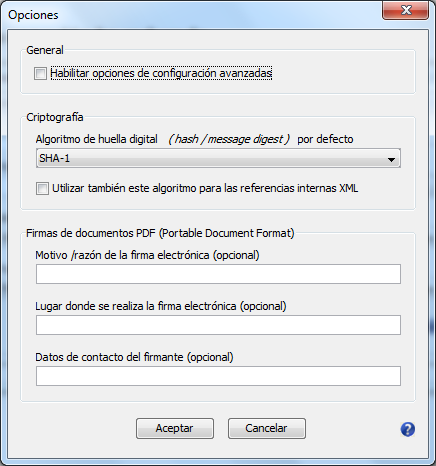 Opciones
General
Habilitar opciones de configuración avanzadas
Criptografía
Algoritmo de huella digital (hash / message digest) por defecto
SHA-1
Utilizar también este algoritmo para las referencias internas XML
Firmas de documentos PDF (Portable Document Format)
Motivo /razón de la firma electrónica (opcional)
Lugar donde se realiza la firma electrónica (opcional)
Datos de contacto del firmante (opcional)
Aceptar
Cancelar
?